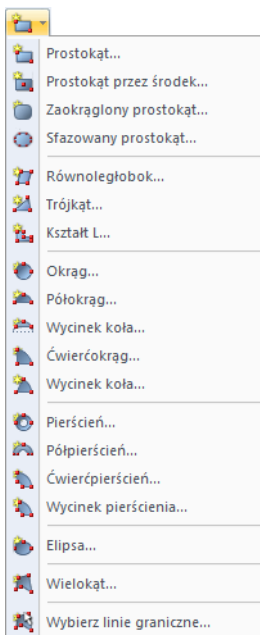 Prostokąt...
Prostokąt przez środek...
Zaokrąglony prostokąt...
Sfazowany prostokąt...
Równoległobok...
Trójkąt...
Kształt L...
Okrąg...
Półokrąg...
Wycinek koła...
Ćwierćokrąg...
Wycinek koła...
Pierścień...
Półpierścień...
Ćwierćpierścień...
Wycinek pierścienia...
Elipsa...
Wielokąt...
Wybierz linie graniczne...